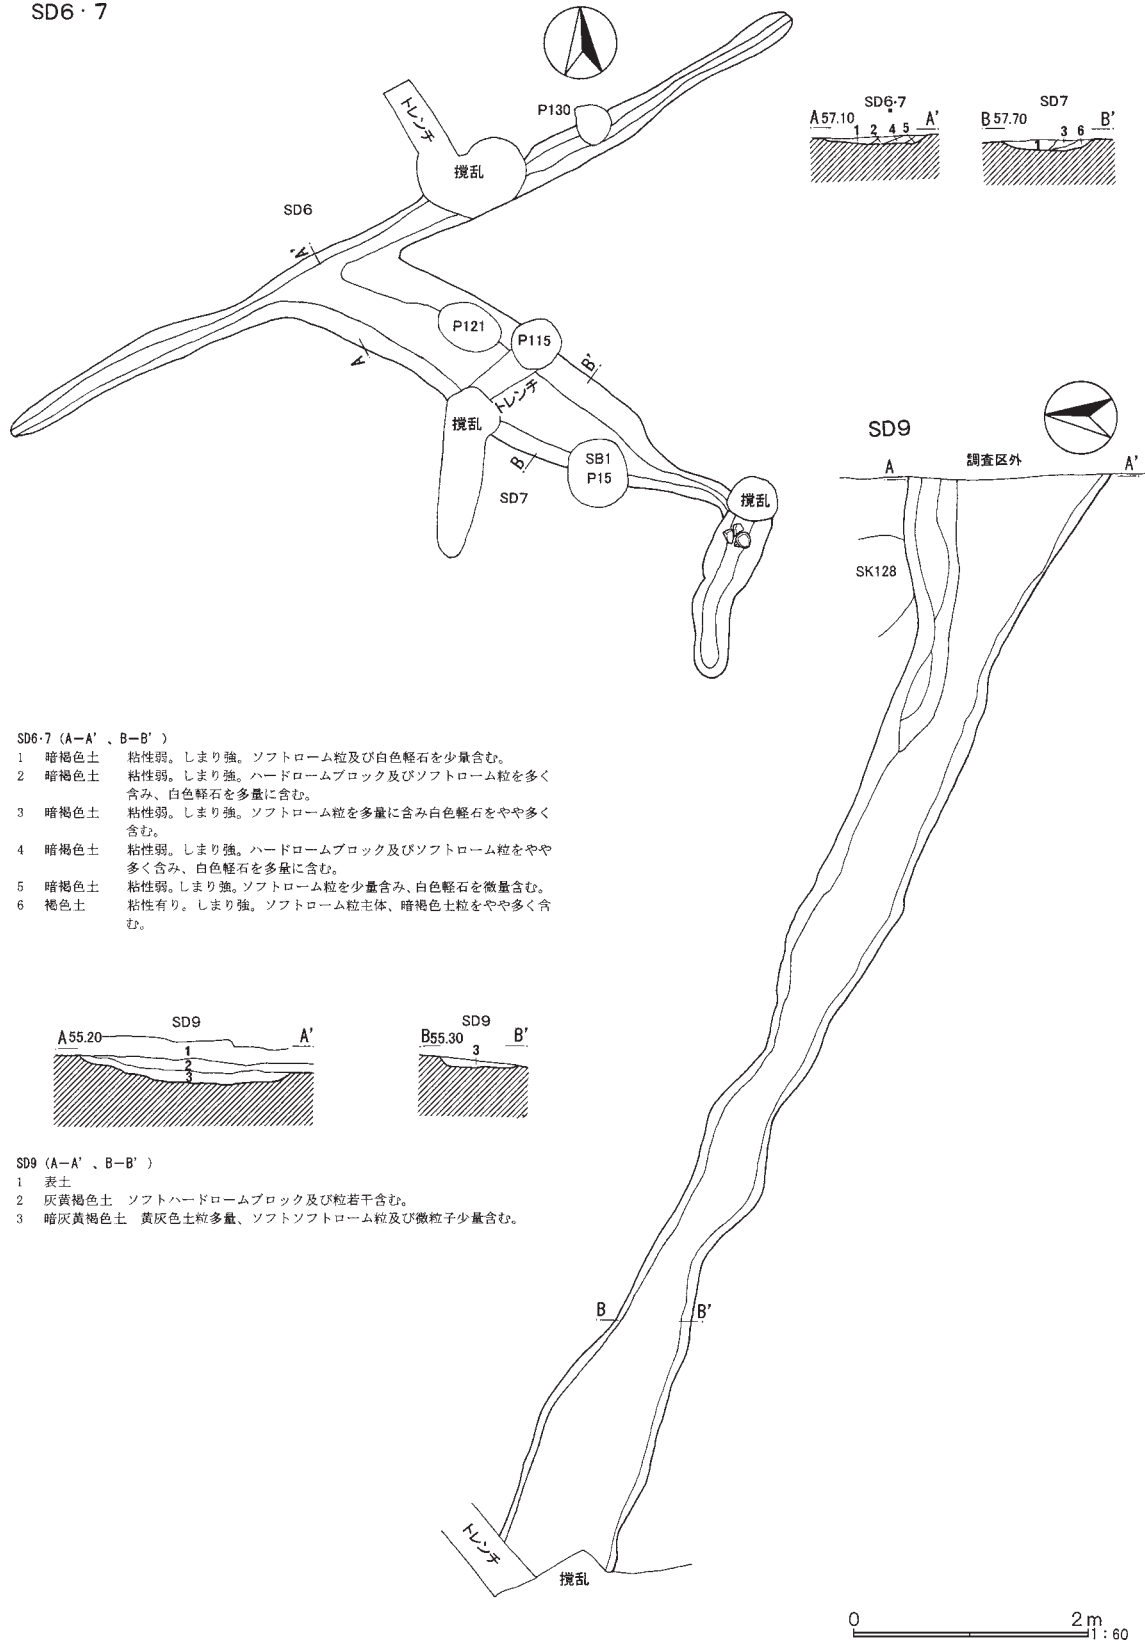 SD6・7
トレンチ
P130
攪乱
SD6
A'
P121
P115
A
B'
トレンチ
攪乱
B
SB1
P15
SD7
攪乱
SD6·7
A 57.10
A'
1 2 4 5
SD7
B 57.70
B'
1 3 6
SD9
A
調査区外
A'
SK128
B
B'
トレンチ
攪乱
SD6·7 (A-A'、B-B')
1 暗褐色土 粘性弱。しまり強。ソフトローム粒及び白色軽石を少量含む。
2 暗褐色土 粘性弱。しまり強。ハードロームブロック及びソフトローム粒を多く
含み、白色軽石を多量に含む。
3 暗褐色土 粘性弱。しまり強。ソフトローム粒を多量に含み白色軽石をやや多く
含む。
4 暗褐色土 粘性弱。しまり強。ハードロームブロック及びソフトローム粒をやや
多く含み、白色軽石を多量に含む。
5 暗褐色土 粘性弱。しまり強。ソフトローム粒を少量含み、白色軽石を微量含む。
6 褐色土 粘性有り。しまり強。ソフトローム粒主体、暗褐色土粒をやや多く含
む。
SD9
A 55.20
A'
1
2
3
SD9
B 55.30
B'
3
SD9 (A-A'、B-B')
1 表土
2 灰黄褐色土 ソフトハードロームブロック及び粒若干含む。
3 暗灰黄褐色土 黄灰色土粒多量、ソフトソフトローム粒及び微粒子少量含む。
0 2m
1:60